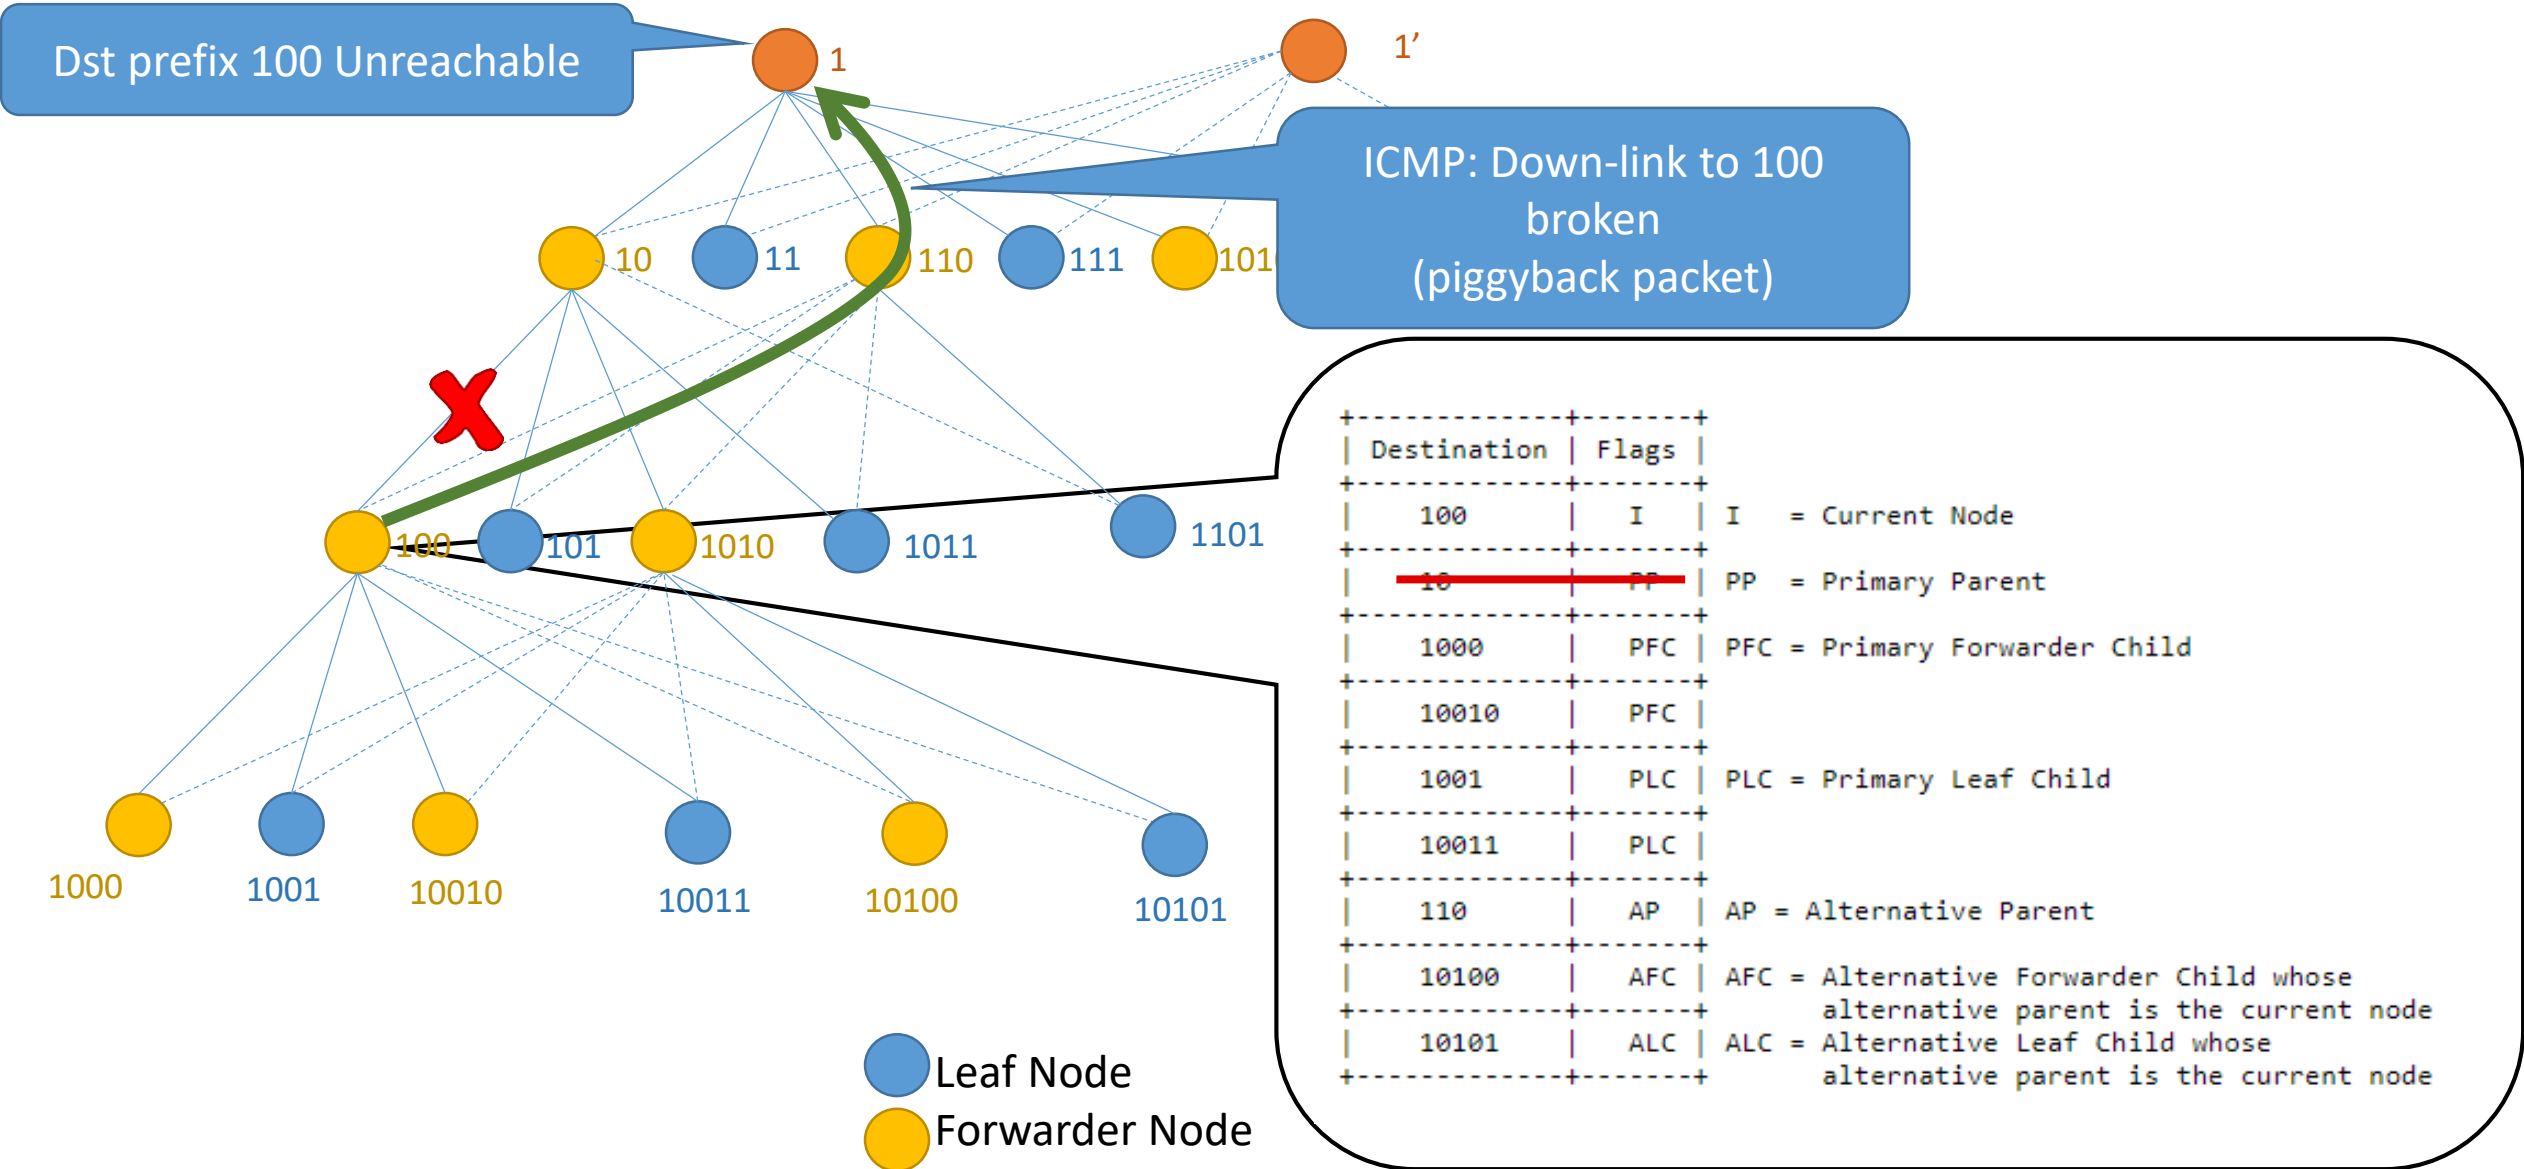 Dst prefix 100 Unreachable
1
1’
ICMP: Down-link to 100
broken
(piggyback packet)
10
11
110
111
101
100
101
1010
1011
1101
1000
1001
10010
10011
10100
10101
Leaf Node
Forwarder Node
+-------------+-------+
| Destination | Flags |
+-------------+-------+
| 100 | I | I = Current Node
+-------------+-------+
| 10 | PP | PP = Primary Parent
+-------------+-------+
| 1000 | PFC | PFC = Primary Forwarder Child
+-------------+-------+
| 10010 | PFC |
+-------------+-------+
| 1001 | PLC | PLC = Primary Leaf Child
+-------------+-------+
| 10011 | PLC |
+-------------+-------+
| 110 | AP | AP = Alternative Parent
+-------------+-------+
| 10100 | AFC | AFC = Alternative Forwarder Child whose
+-------------+-------+ alternative parent is the current node
| 10101 | ALC | ALC = Alternative Leaf Child whose
+-------------+-------+ alternative parent is the current node